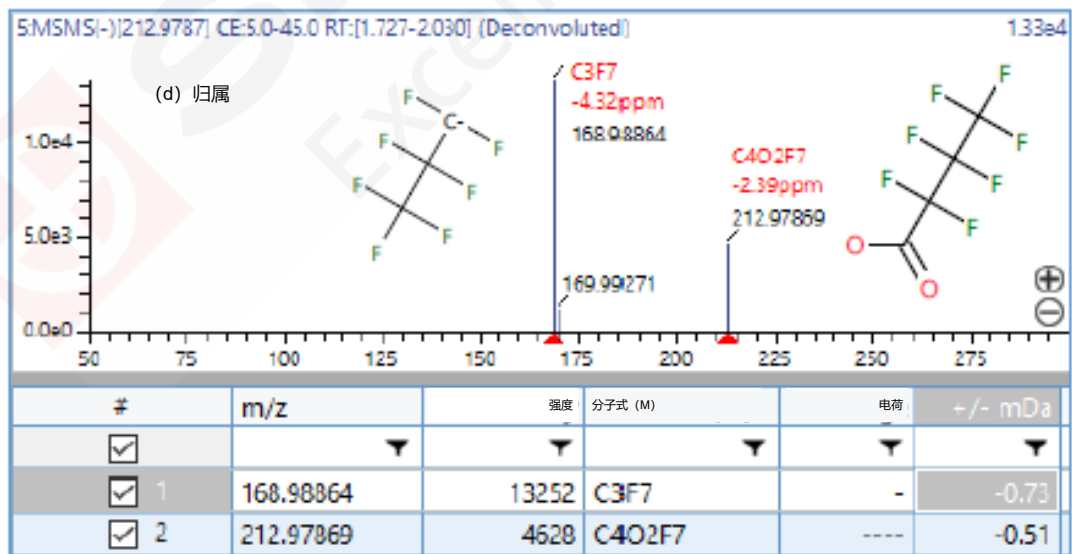 5:MSMS(-)[212.9787] CE:5.0-45.0 RT:[1.727-2.030] (Deconvoluted) 1.33e4
(d) 归属
C3F7
-4.32ppm
168.98864
C4O2F7
-2.39ppm
212.97869
169.99271
F
C-
F
F
F
F
F
F
F
F
F
F
F
F
F
O
O
1.0e4
5.0e3
0.0e0
50 75 100 125 150 175 200 225 250 275
# m/z 强度 分子式 (M) 电荷 +/- mDa
1 168.98864 13252 C3F7 - -0.73
2 212.97869 4628 C4O2F7 ---- -0.51